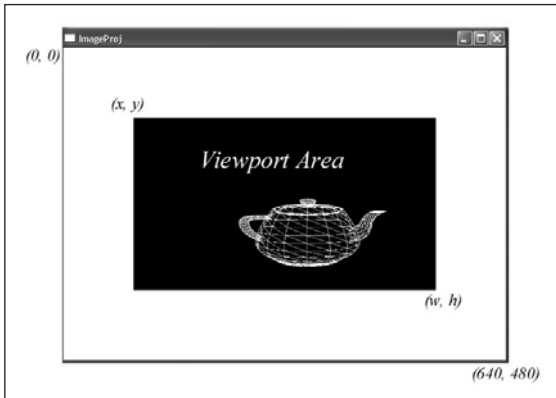 ImageProj
(0, 0)
(x, y)
Viewport Area
(w, h)
(640, 480)